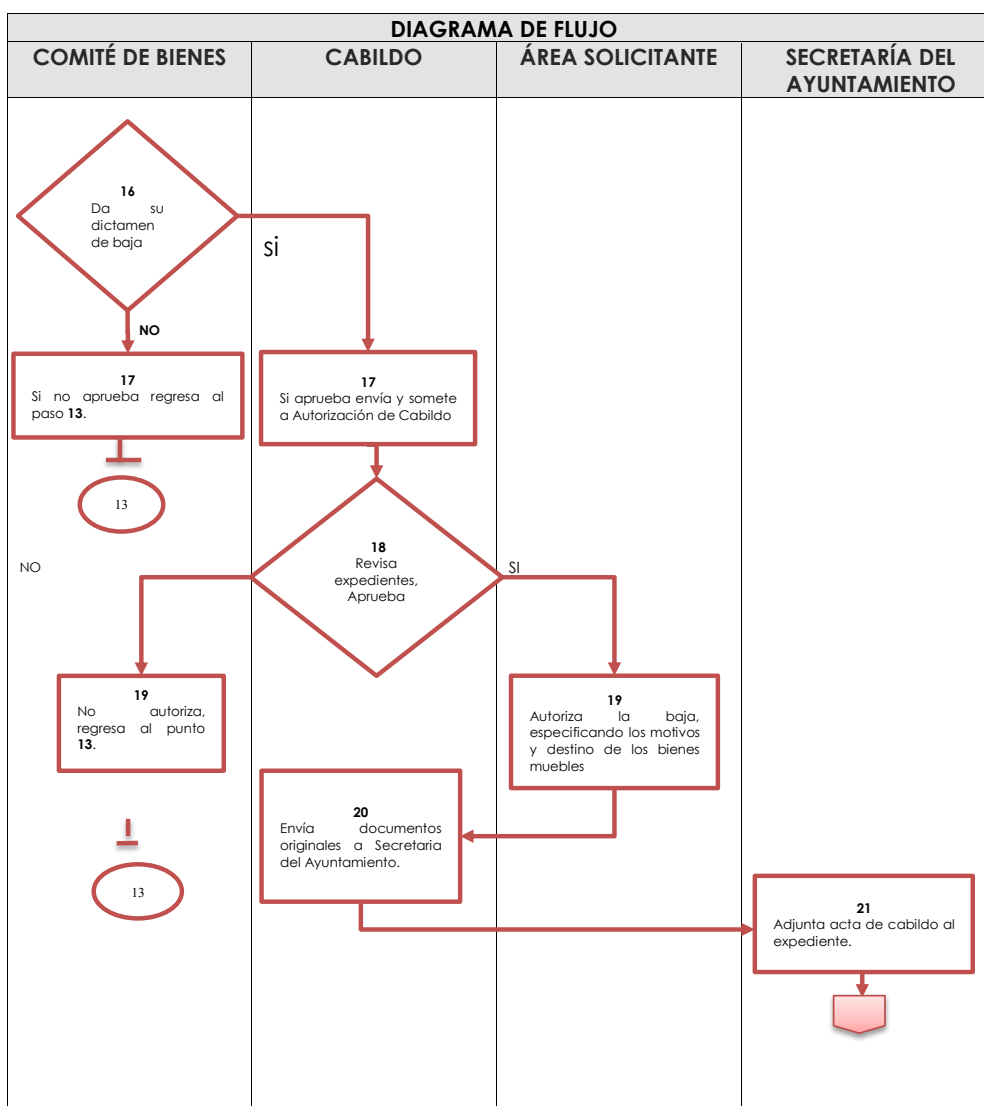 DIAGRAMA DE FLUJO
COMITÉ DE BIENES
CABILDO
ÁREA SOLICITANTE
SECRETARÍA DEL
AYUNTAMIENTO
16
Da su
dictamen
de baja
si
NO
17
Si no aprueba regresa al
paso 13.
17
Si aprueba envía y somete
a Autorización de Cabildo
13
18
Revisa
expedientes,
Aprueba
NO
SI
19
No autoriza,
regresa al punto
13.
19
Autoriza la baja,
especificando los motivos
y destino de los bienes
muebles
20
Envía documentos
originales a Secretaria
del Ayuntamiento.
13
21
Adjunta acta de cabildo al
expediente.